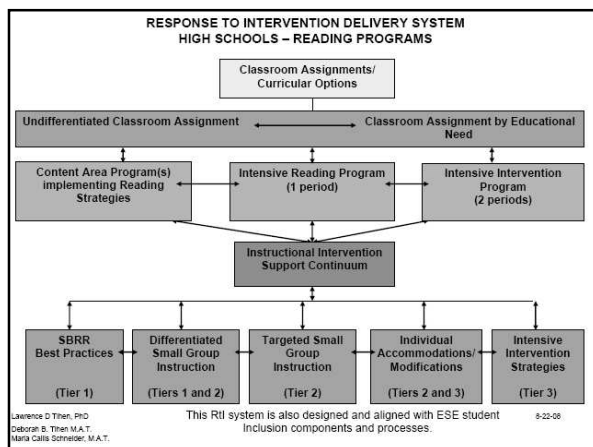 RESPONSE TO INTERVENTION DELIVERY SYSTEM
HIGH SCHOOLS – READING PROGRAMS
Classroom Assignments/
Curricular Options
Undifferentiated Classroom Assignment
Classroom Assignment by Educational
Need
Content Area Program(s)
implementing Reading
Strategies
Intensive Reading Program
(1 period)
Intensive Intervention
Program
(2 periods)
Instructional Intervention
Support Continuum
SBRR
Best Practices
(Tier 1)
Differentiated
Small Group
Instruction
(Tiers 1 and 2)
Targeted Small
Group
Instruction
(Tier 2)
Individual
Accommodations/
Modifications
(Tiers 2 and 3)
Intensive
Intervention
Strategies
(Tier 3)
Lawrence D Tihen, PhD
Deborah B. Tihen M.A.T.
Maria Callis Schneider, M.A.T.
This RtI system is also designed and aligned with ESE student
Inclusion components and processes.
8-22-06